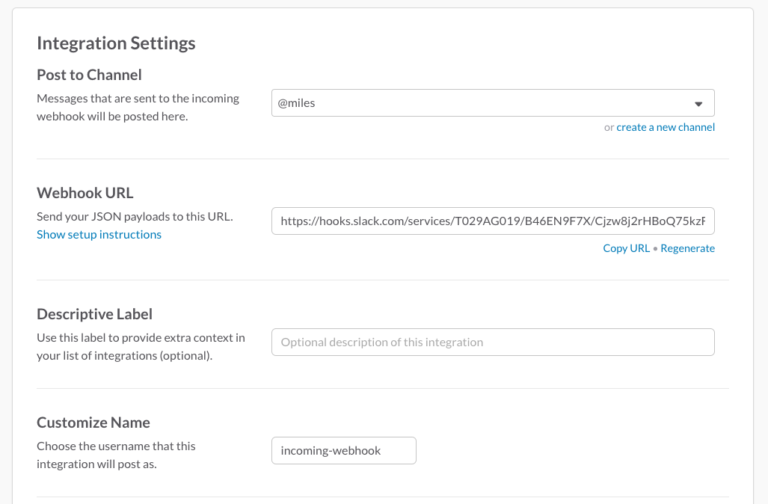 Integration Settings
Post to Channel
Messages that are sent to the incoming
webhook will be posted here.
@miles
or create a new channel
Webhook URL
Send your JSON payloads to this URL.
Show setup instructions
https://hooks.slack.com/services/T029AG019/B46EN9F7X/Cjzw8j2rHBoQ75kz
Copy URL • Regenerate
Descriptive Label
Use this label to provide extra context in
your list of integrations (optional).
Optional description of this integration
Customize Name
Choose the username that this
integration will post as.
incoming-webhook